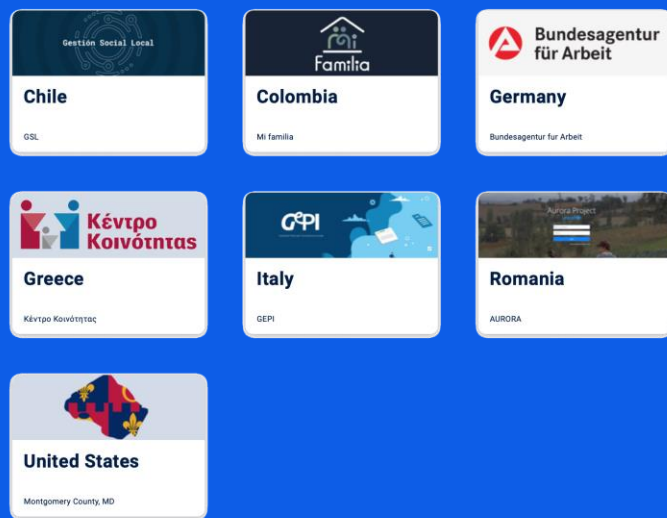 Gestión Social Local
Chile
GSL
mi
Familia
Colombia
Mi familia
Bundesagentur
für Arbeit
Germany
Bundesagentur fur Arbeit
Κέντρο
Κοινότητας
Greece
Κέντρο Κοινότητας
GePI
Italy
GEPI
Aurora Project
Romania
AURORA
United States
Montgomery County, MD